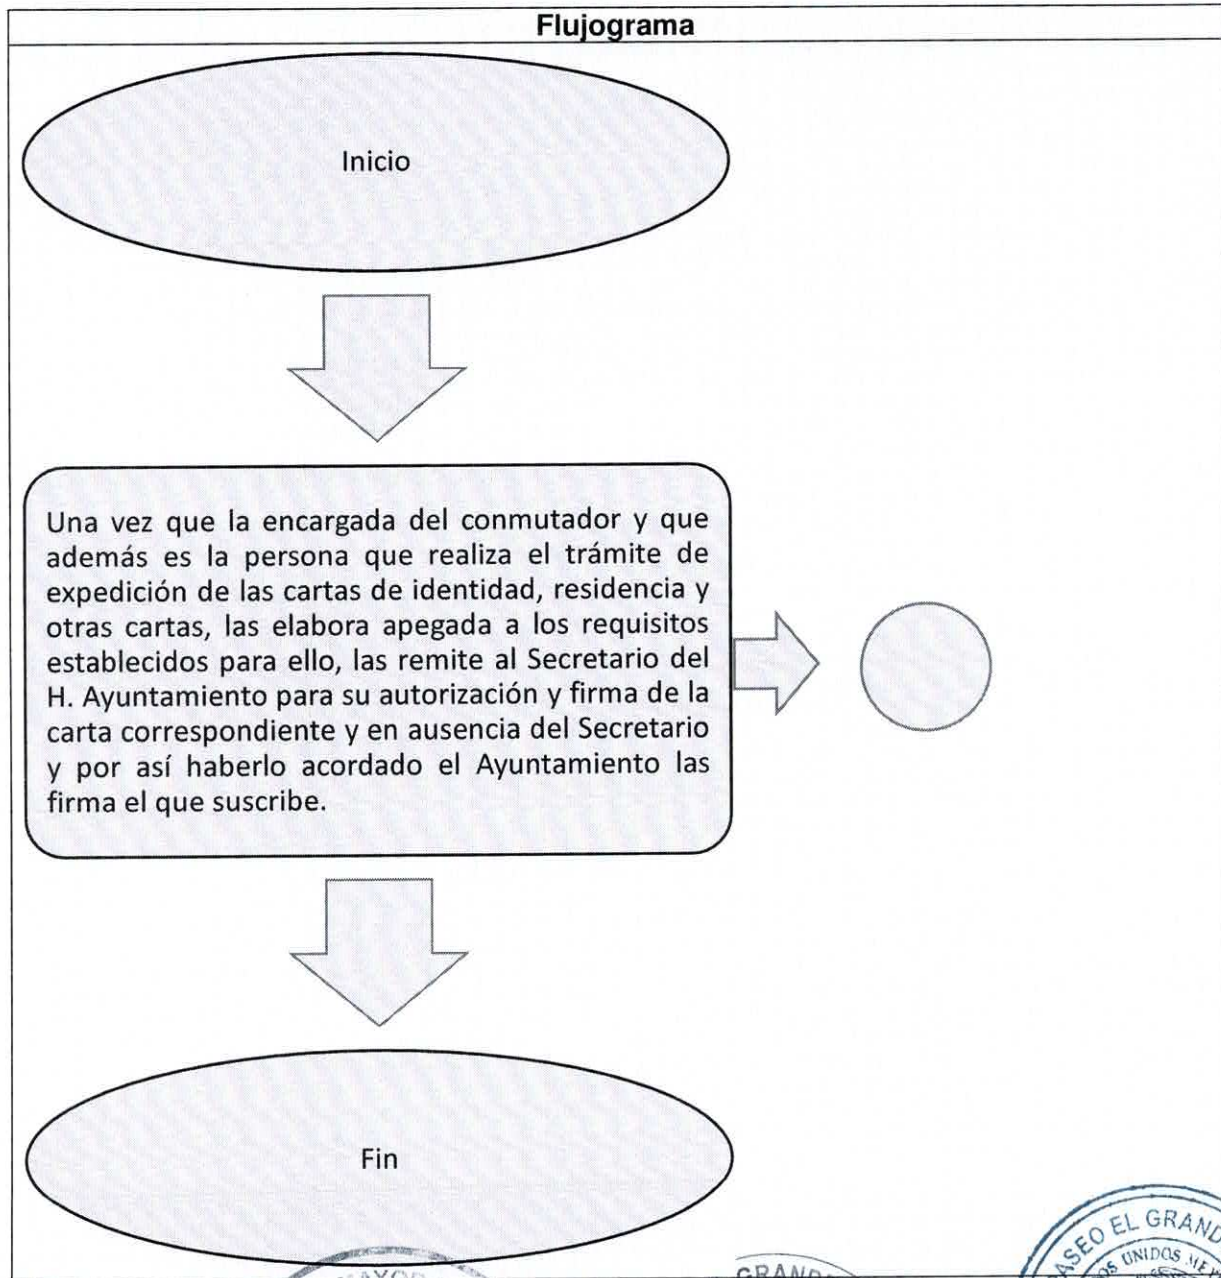 Flujograma
Inicio
Una vez que la encargada del conmutador y que
además es la persona que realiza el trámite de
expedición de las cartas de identidad, residencia y
otras cartas, las elabora apegada a los requisitos
establecidos para ello, las remite al Secretario del
H. Ayuntamiento para su autorización y firma de la
carta correspondiente y en ausencia del Secretario
y por así haberlo acordado el Ayuntamiento las
firma el que suscribe.
Fin
EL GRAND
UNIDOS